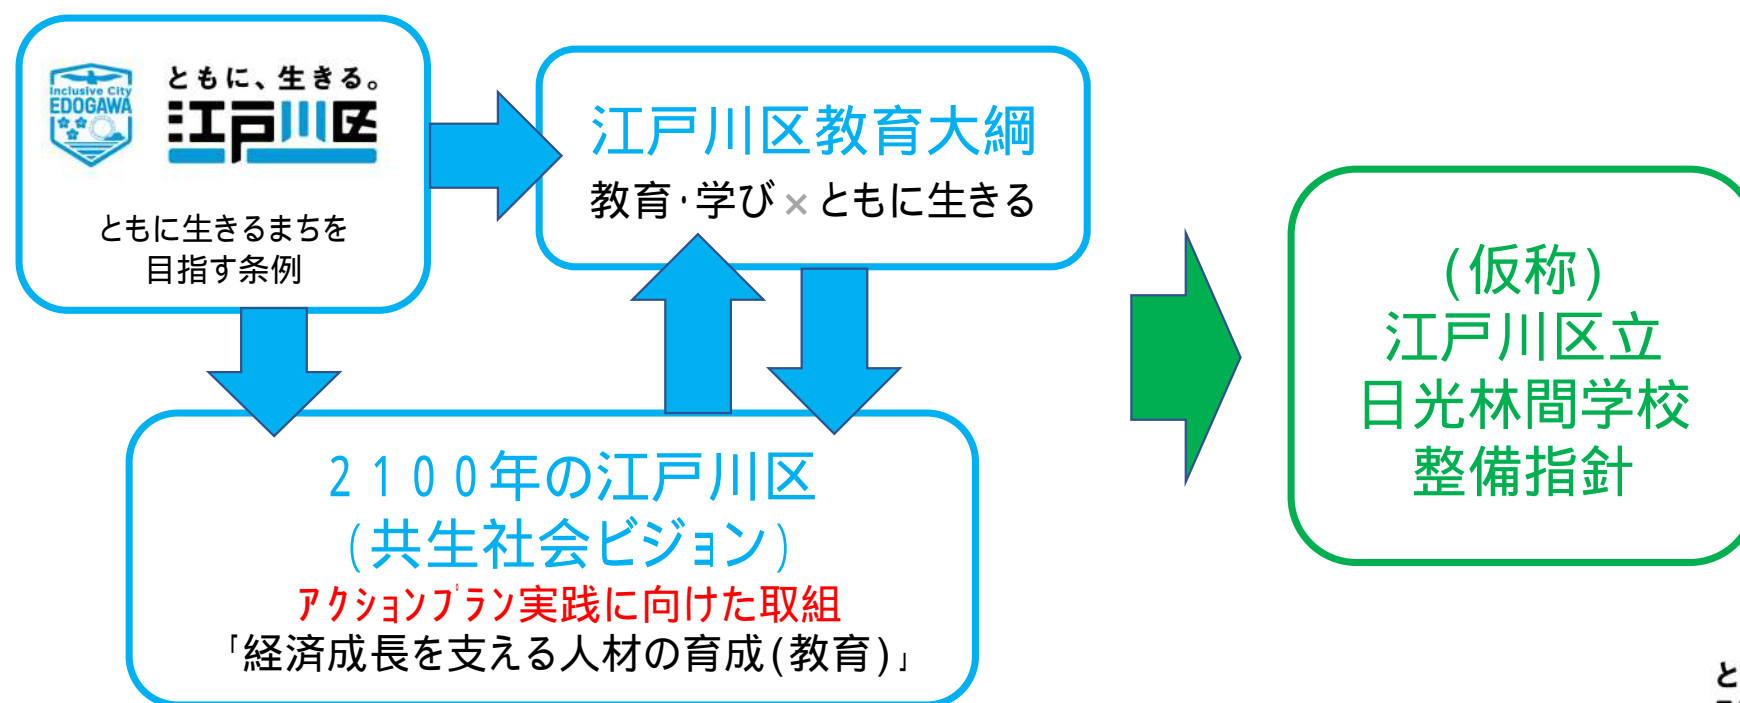 Inclusive City
EDOGAWA
ともに、生きる。
江戸川区
ともに生きるまちを
目指す条例
江戸川区教育大綱
教育・学び×ともに生きる
2100年の江戸川区
(共生社会ビジョン)
ｱｸｼｮﾝﾌﾟﾗﾝ実践に向けた取組
「経済成長を支える人材の育成(教育)」
(仮称)
江戸川区立
日光林間学校
整備指針
と